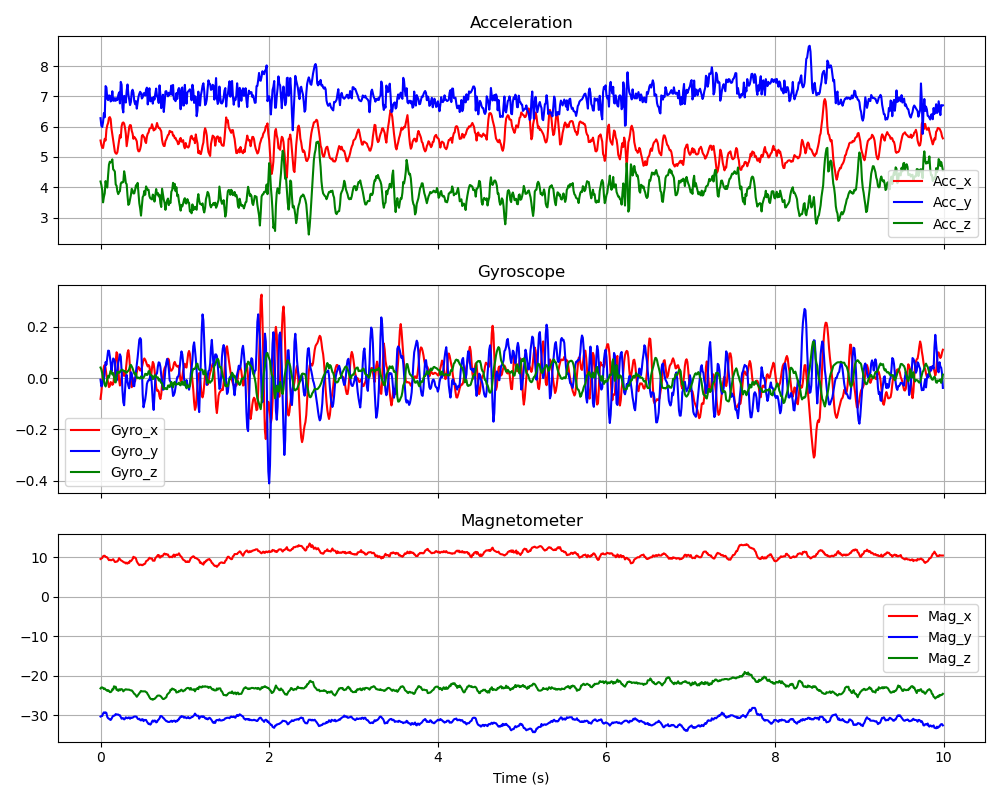 Acceleration
8
7
6
5
4
3
Acc_x
Acc_y
Acc_z
Gyroscope
0.2
0.0
−0.2
−0.4
Gyro_x
Gyro_y
Gyro_z
Magnetometer
10
0
−10
−20
−30
Mag_x
Mag_y
Mag_z
0 2 4 6 8 10
Time (s)